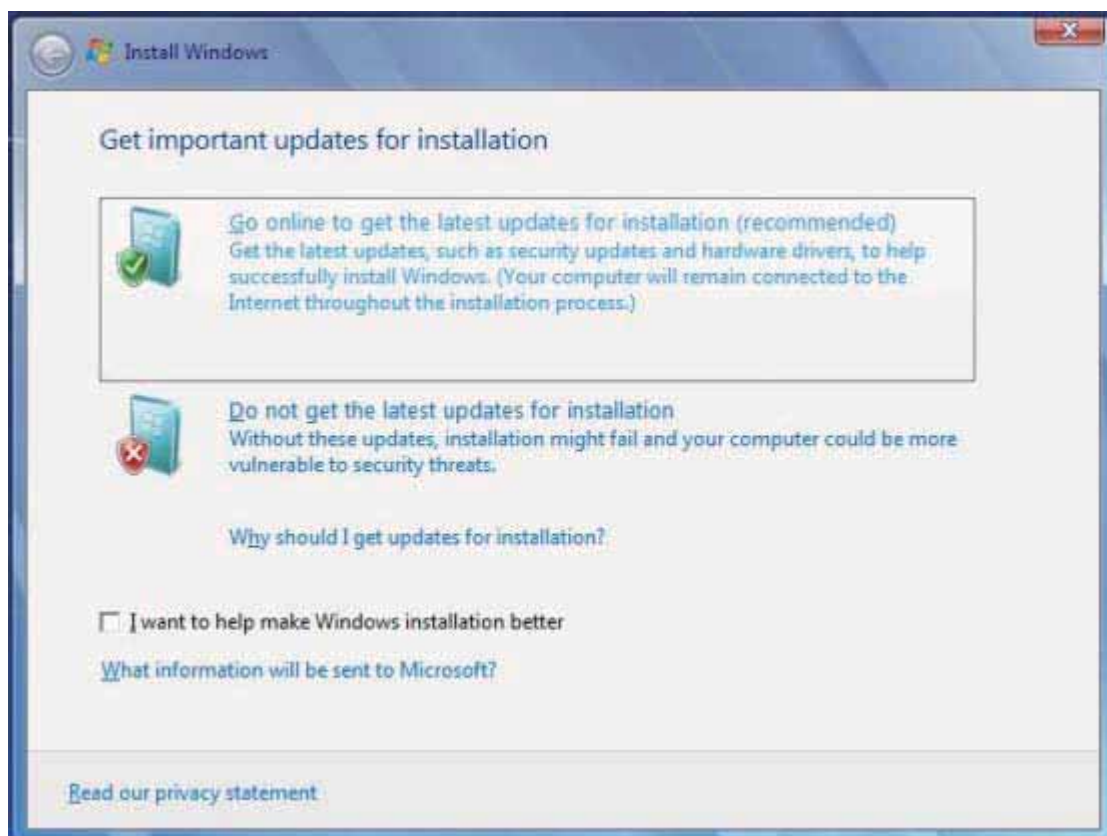 Install Windows
Get important updates for installation
Go online to get the latest updates for installation (recommended)
Get the latest updates, such as security updates and hardware drivers, to help
successfully install Windows. (Your computer will remain connected to the
Internet throughout the installation process.)
Do not get the latest updates for installation
Without these updates, installation might fail and your computer could be more
vulnerable to security threats.
Why should I get updates for installation?
I want to help make Windows installation better
What information will be sent to Microsoft?
Read our privacy statement